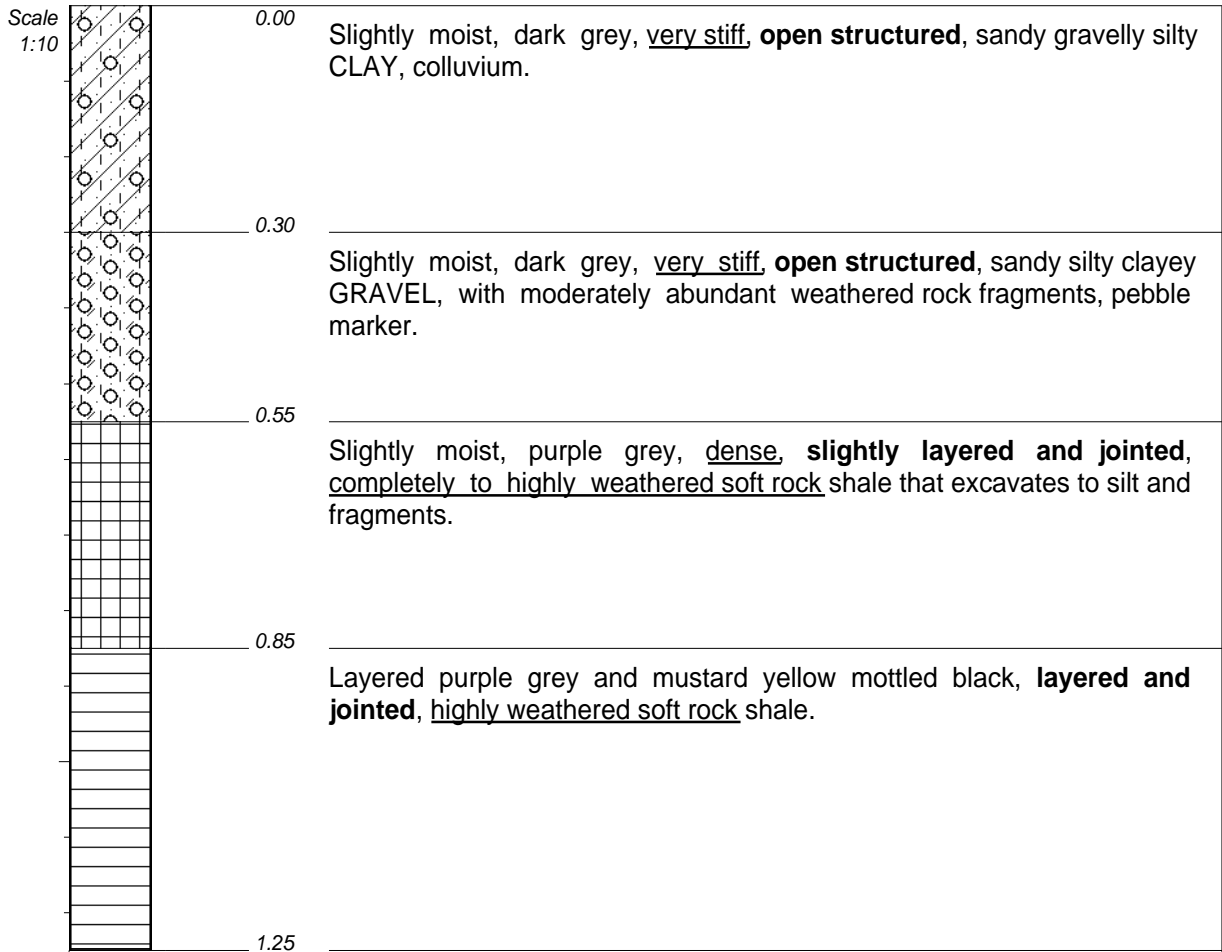 Scale
1:10
0.00
Slightly moist, dark grey, very stiff, open structured, sandy gravelly silty
CLAY, colluvium.
0.30
Slightly moist, dark grey, very stiff, open structured, sandy silty clayey
GRAVEL, with moderately abundant weathered rock fragments, pebble
marker.
0.55
Slightly moist, purple grey, dense, slightly layered and jointed,
completely to highly weathered soft rock shale that excavates to silt and
fragments.
0.85
Layered purple grey and mustard yellow mottled black, layered and
jointed, highly weathered soft rock shale.
1.25